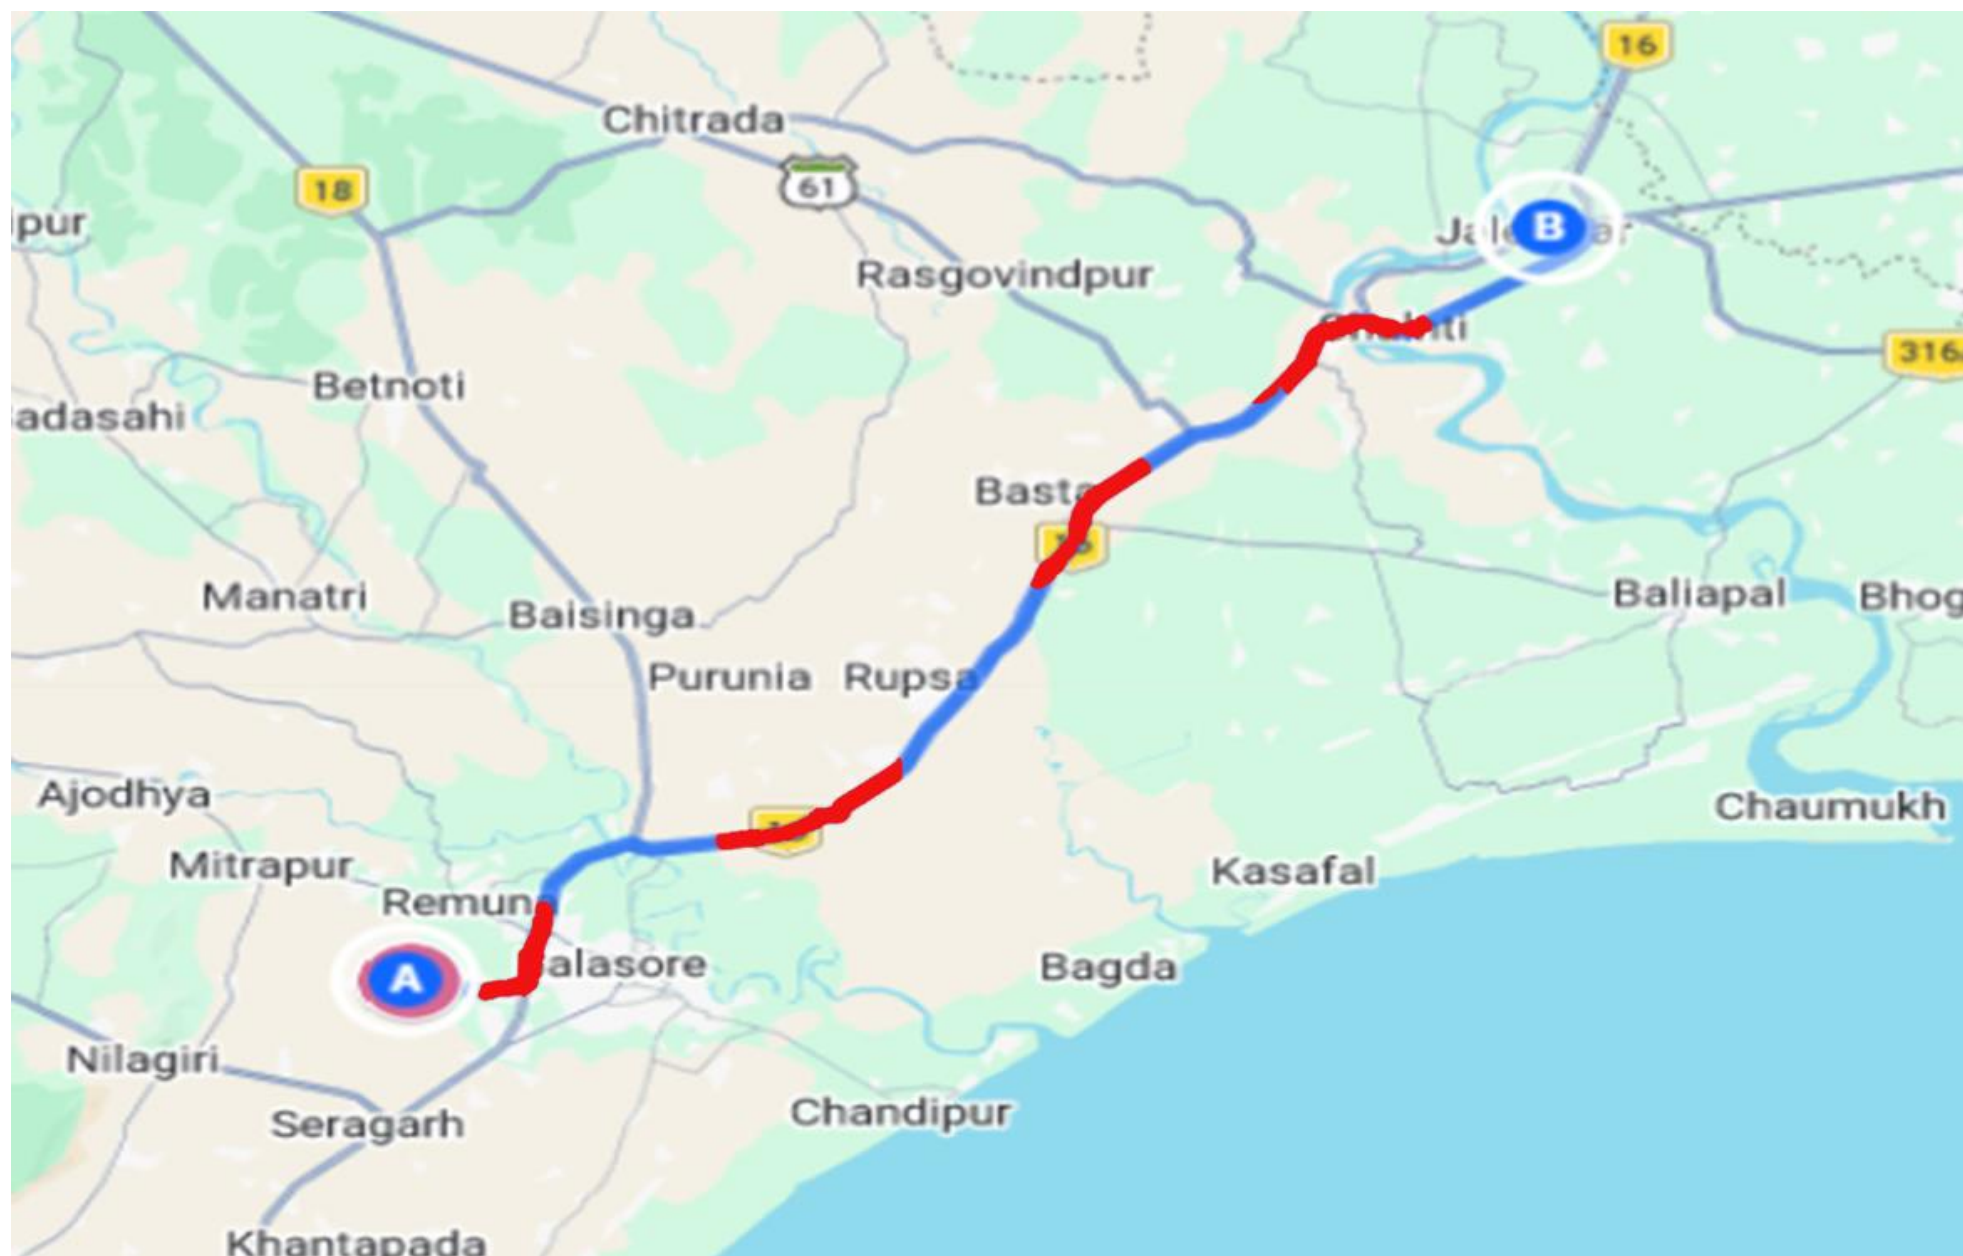 16
Chitrada
18
61
ipur
B
Rasgovindpur
316
Betnoti
adasahi
Basta
Manatri
Baisinga
Baliapal
Bhog
Purunia
Rupsa
Ajodhya
Chaumukh
Mitrapur
Kasafal
Remun
A
alasore
Bagda
Nilagiri
Seragarh
Chandipur
Khantapada